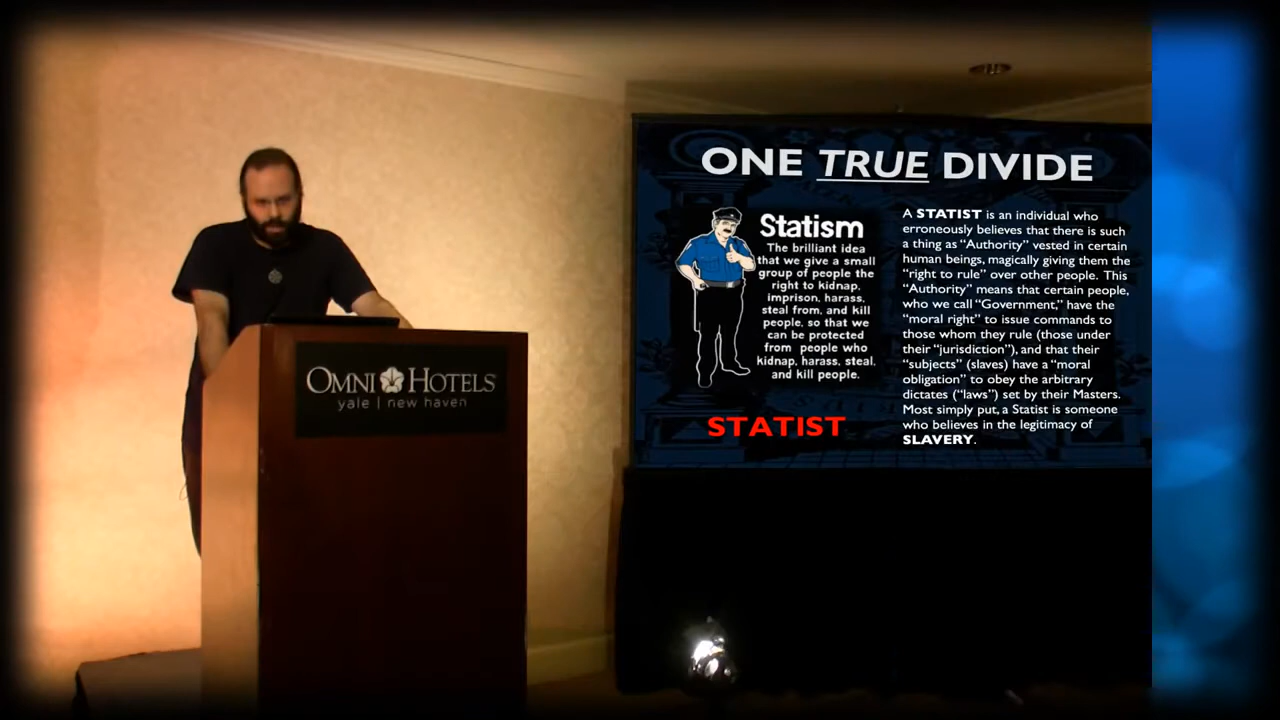 ONE TRUE DIVIDE
Statism
The brilliant idea
that we give a small
group of people the
right to kidnap,
imprison, harass,
steal from, and kill
people, so that we
can be protected
from people who
kidnap, harass, steal,
and kill people.
STATIST
A STATIST is an individual who
erroneously believes that there is such
a thing as “Authority” vested in certain
human beings, magically giving them the
“right to rule” over other people. This
“Authority” means that certain people,
who we call “Government,” have the
“moral right” to issue commands to
those whom they rule (those under
their “jurisdiction”), and that their
“subjects” (slaves) have a “moral
obligation” to obey the arbitrary
dictates (“laws”) set by their Masters.
Most simply put, a Statist is someone
who believes in the legitimacy of
SLAVERY.
OMNI HOTELS
yale | new haven